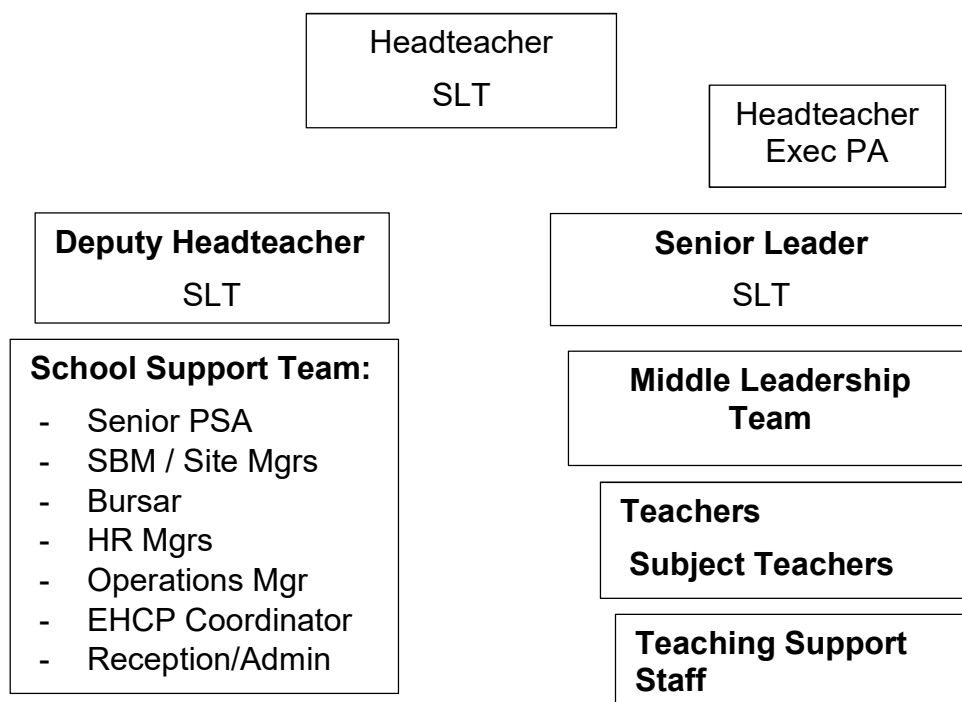 Headteacher
SLT
Headteacher
Exec PA
Deputy Headteacher
SLT
School Support Team:
- Senior PSA
- SBM / Site Mgrs
- Bursar
- HR Mgrs
- Operations Mgr
- EHCP Coordinator
- Reception/Admin
Senior Leader
SLT
Middle Leadership
Team
Teachers
Subject Teachers
Teaching Support
Staff